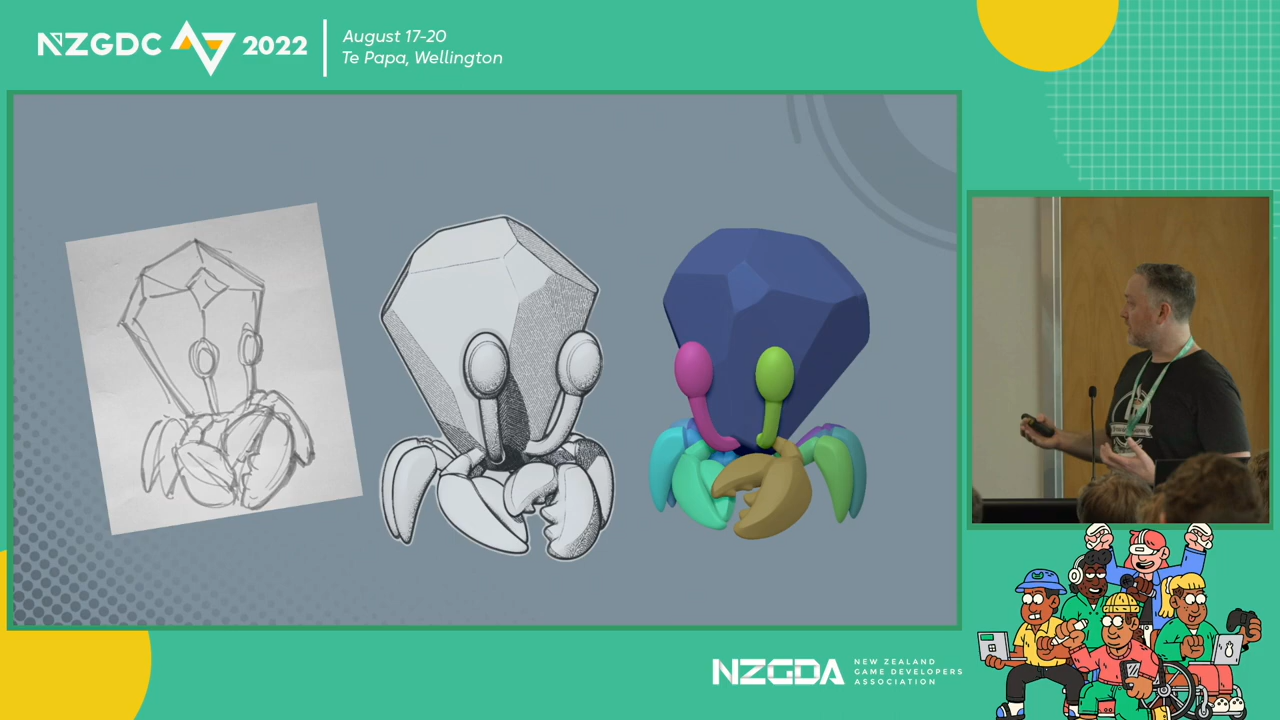 NZGDC 2022
August 17-20
Te Papa, Wellington
NZGDA
NEW ZEALAND
GAME DEVELOPERS
ASSOCIATION